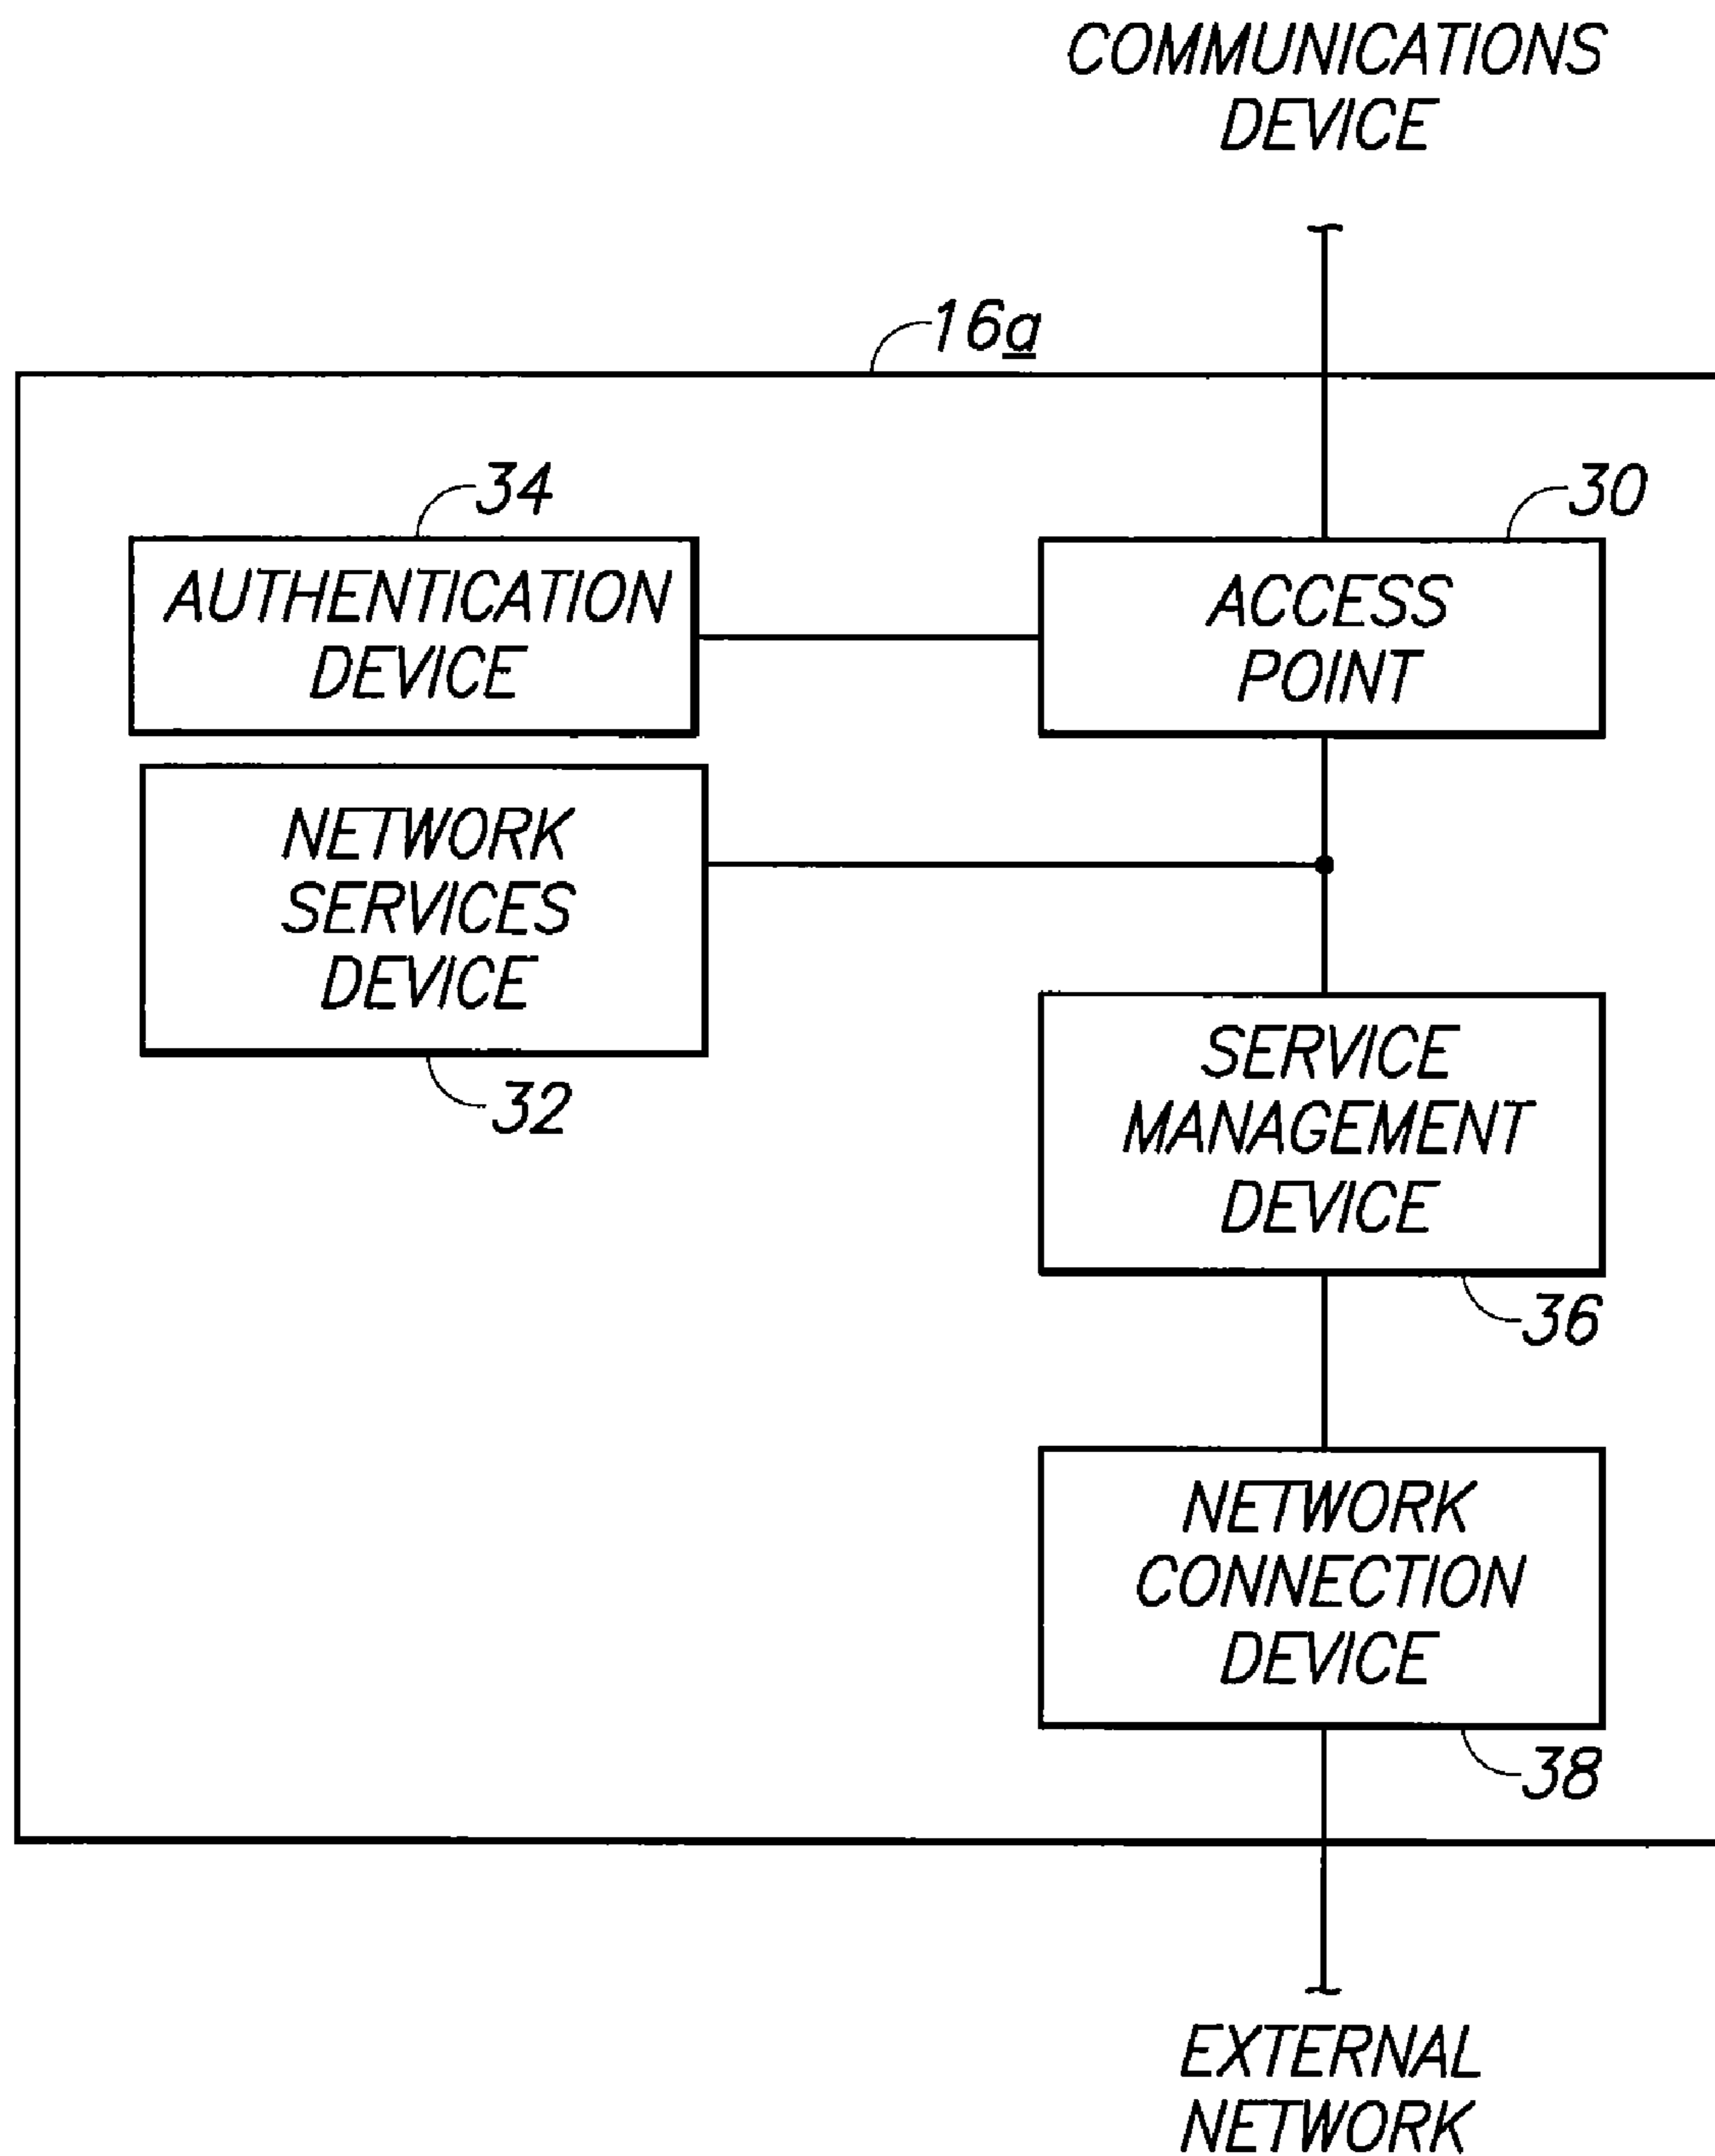 COMMUNICATIONS
DEVICE
16a
34
30
AUTHENTICATION
DEVICE
ACCESS
POINT
NETWORK
SERVICES
DEVICE
32
SERVICE
MANAGEMENT
DEVICE
36
NETWORK
CONNECTION
DEVICE
38
EXTERNAL
NETWORK